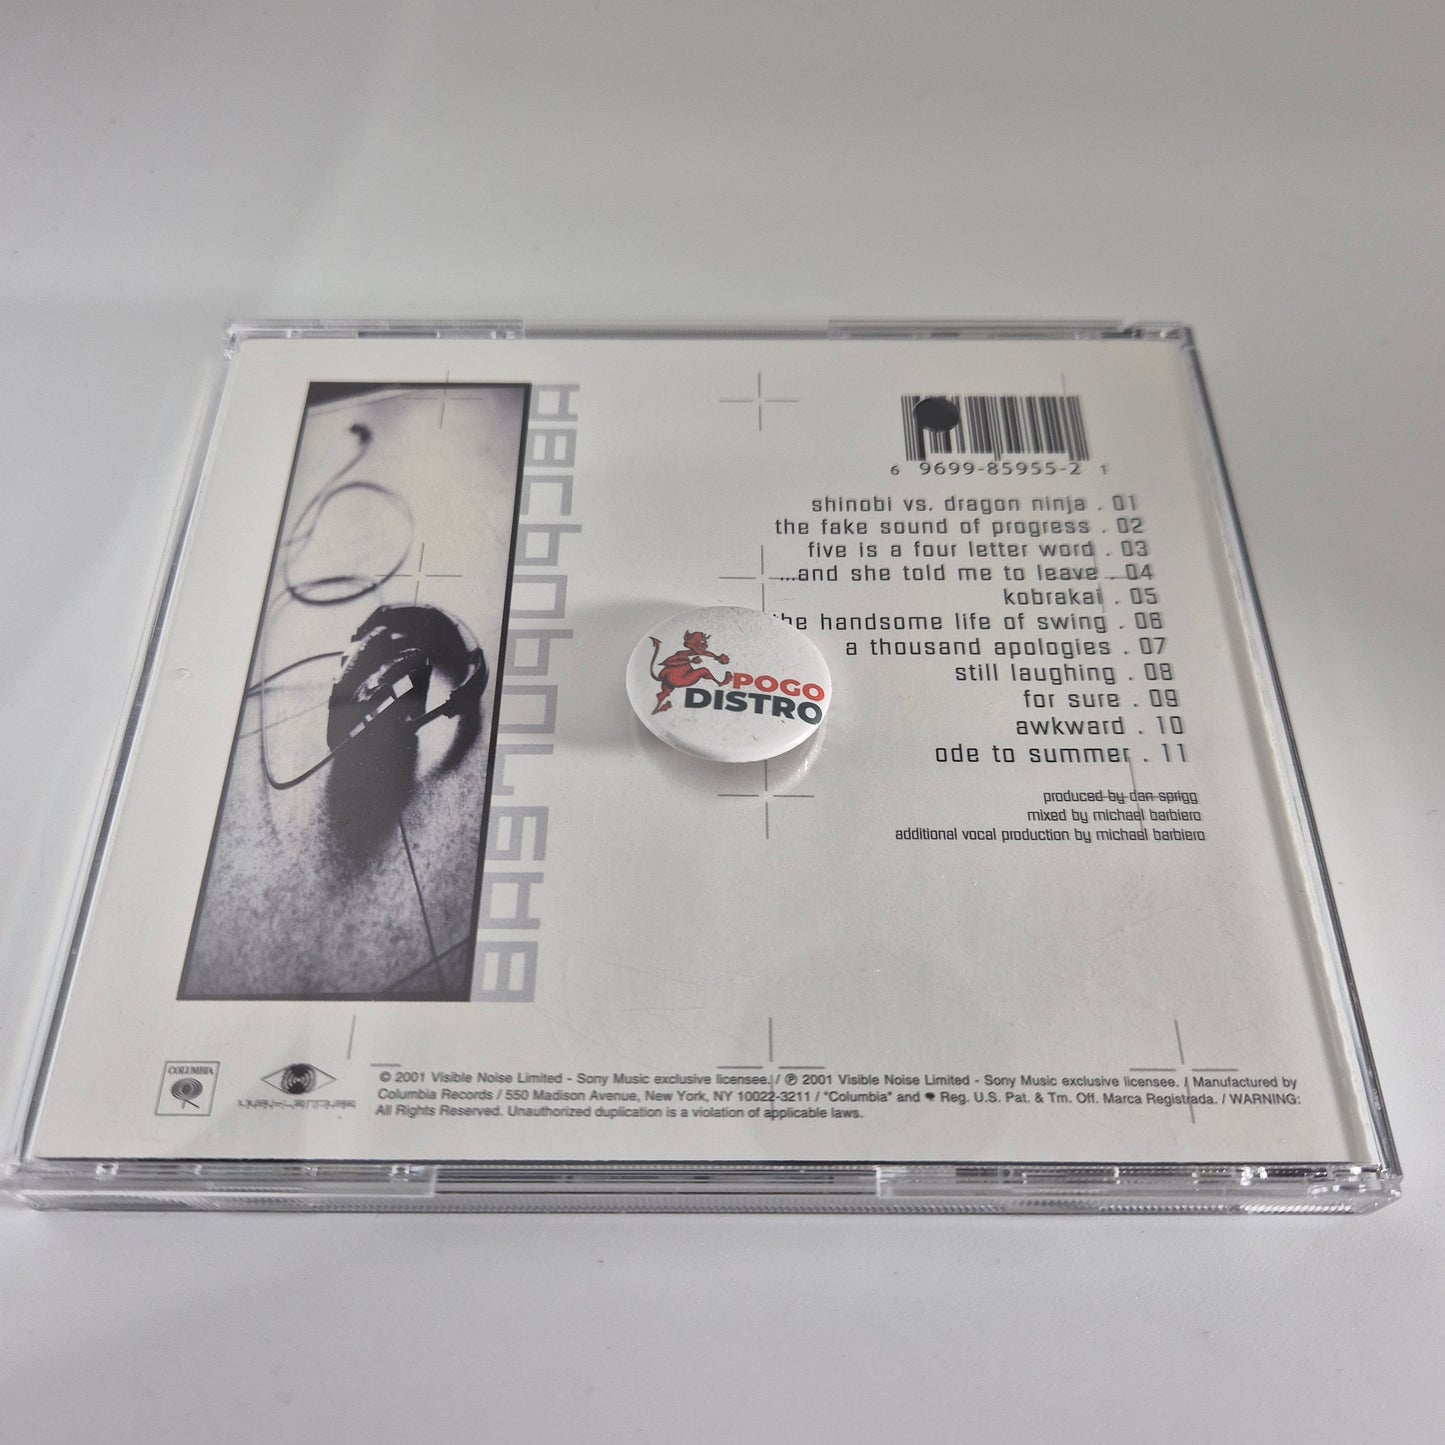 6 9699-85955-2 1
shinobi vs. dragon ninja . 01
the fake sound of progress . 02
five is a four letter word . 03
...and she told me to leave . 04
kobrakai . 05
the handsome life of swing . 06
a thousand apologies . 07
still laughing . 08
for sure . 09
awkward . 10
ode to summer . 11
produced by dan sprigg
mixed by michael barbiero
additional vocal production by michael barbiero
POGO
DISTRO
COLUMBIA
© 2001 Visible Noise Limited - Sony Music exclusive licensee. / ℗ 2001 Visible Noise Limited - Sony Music exclusive licensee. / Manufactured by
Columbia Records / 550 Madison Avenue, New York, NY 10022-3211 / "Columbia" and Reg. U.S. Pat. & Tm. Off. Marca Registrada. / WARNING:
All Rights Reserved. Unauthorized duplication is a violation of applicable laws.